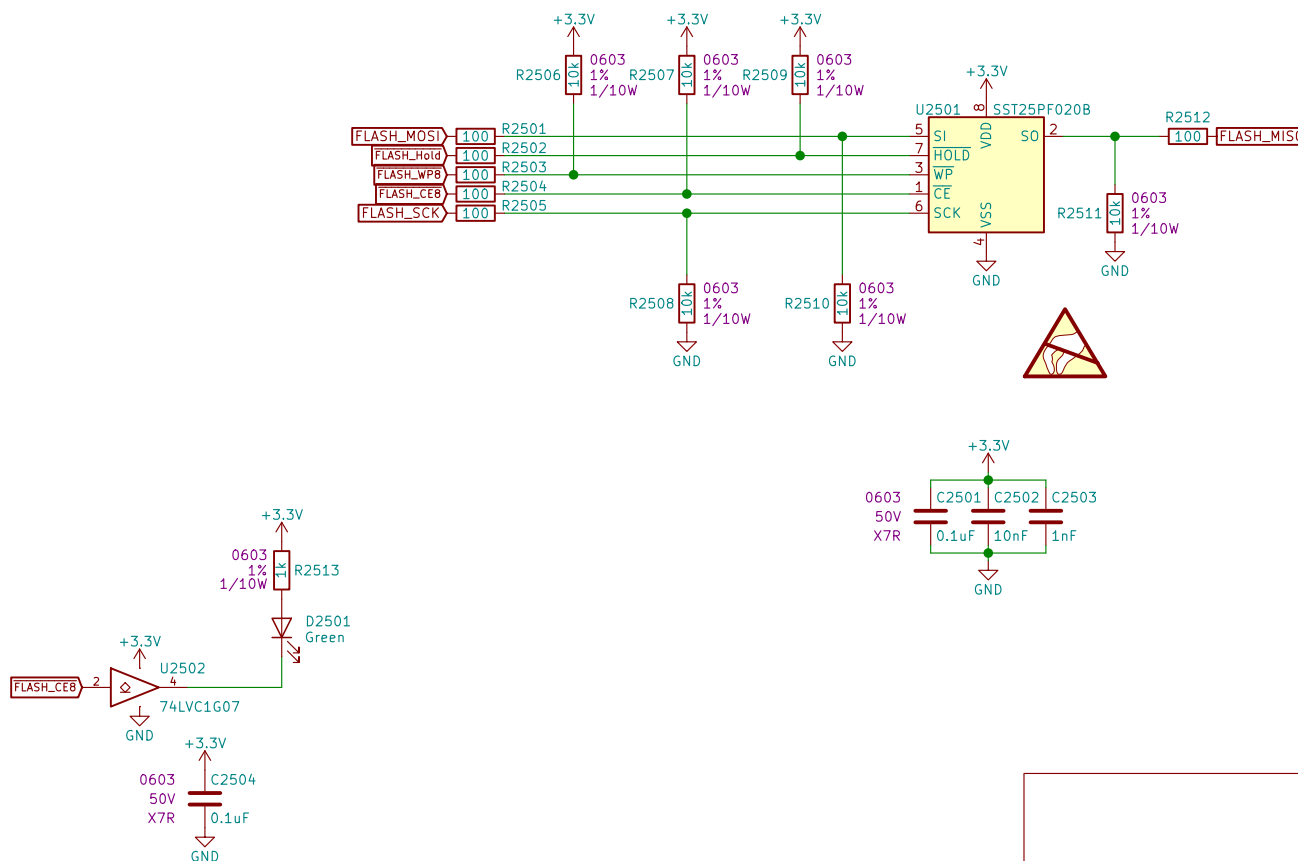 +3.3V
+3.3V
+3.3V
R2506
10k
0603
1%
1/10W
R2507
10k
0603
1%
1/10W
R2509
10k
0603
1%
1/10W
+3.3V
U2501
SST25PF020B
FLASH_MOSI
100
R2501
FLASH_Hold
100
R2502
FLASH_WP8
100
R2503
FLASH_CE8
100
R2504
FLASH_SCK
100
R2505
5
SI
7
HOLD
3
WP
1
CE
6
SCK
8
VDD
SO
2
VSS
4
GND
R2512
100
FLASH_MISO
R2511
10k
0603
1%
1/10W
GND
R2508
10k
0603
1%
1/10W
GND
R2510
10k
0603
1%
1/10W
GND
+3.3V
0603
50V
X7R
C2501
0.1uF
C2502
10nF
C2503
1nF
GND
+3.3V
0603
1%
1/10W
1k
R2513
D2501
Green
+3.3V
U2502
FLASH_CE8
2
4
74LVC1G07
GND
+3.3V
0603
50V
X7R
C2504
0.1uF
GND